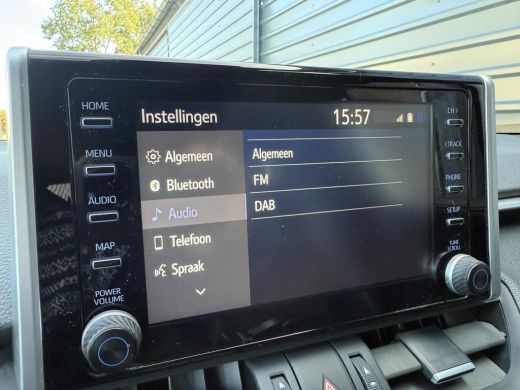 HOME
MENU
AUDIO
MAP
POWER
VOLUME
Instellingen
15:57
Algemeen
Bluetooth
Audio
Telefoon
Spraak
Algemeen
FM
DAB
CH >
PHONE
SETUP
TUNE
SCROLL